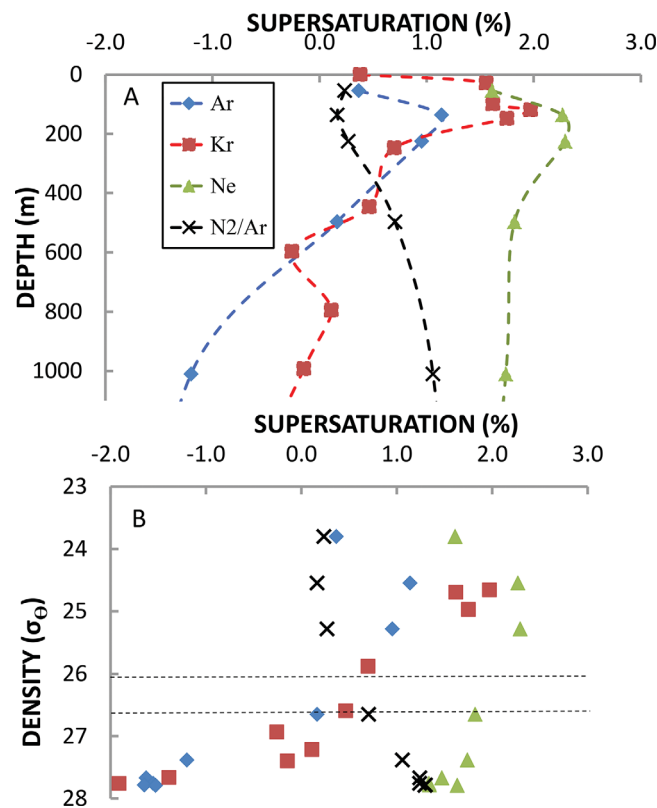 SUPERSATURATION (%)
-2.0 -1.0 0.0 1.0 2.0 3.0
A
DEPTH (m)
0
200
400
600
800
1000
Ar
Kr
Ne
N2/Ar
SUPERSATURATION (%)
-2.0 -1.0 0.0 1.0 2.0 3.0
B
DENSITY (σΘ)
23
24
25
26
27
28